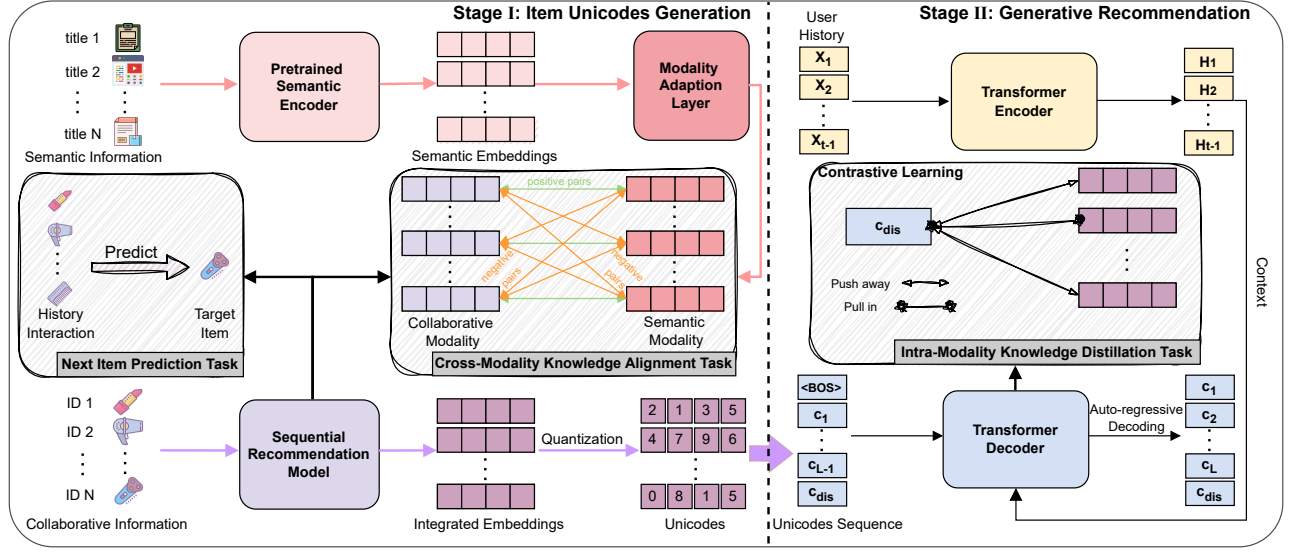 Stage I: Item Unicodes Generation
title 1
title 2
title N
Semantic Information
Pretrained
Semantic
Encoder
Semantic Embeddings
Modality
Adaption
Layer
Predict
History
Interaction
Target
Item
Next Item Prediction Task
positive pairs
negative
pairs
negative
pairs
Collaborative
Modality
Semantic
Modality
Cross-Modality Knowledge Alignment Task
ID 1
ID 2
ID N
Collaborative Information
Sequential
Recommendation
Model
Integrated Embeddings
Quantization
2 1 3 5
4 7 9 6
0 8 1 5
Unicodes
Stage II: Generative Recommendation
User
History
X1
X2
Xt-1
Transformer
Encoder
H1
H2
Ht-1
Contrastive Learning
cdis
Push away
Pull in
Intra-Modality Knowledge Distillation Task
Context
<BOS>
c1
cL-1
cdis
Unicodes Sequence
Transformer
Decoder
Auto-regressive
Decoding
c1
c2
cL
cdis